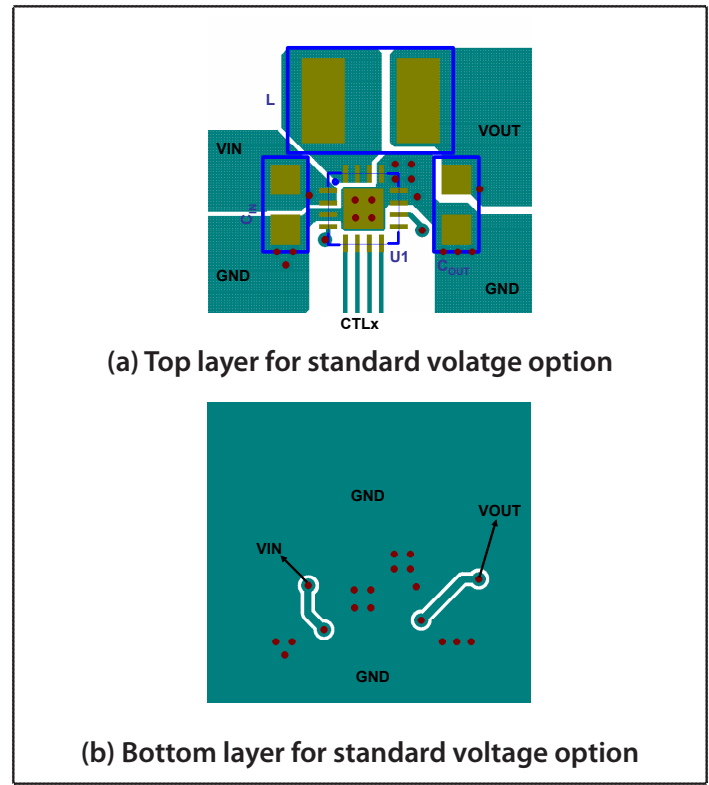 L
VIN
VOUT
CIN
GND
U1
COUT
GND
CTLx
(a) Top layer for standard volatge option
GND
VOUT
VIN
GND
(b) Bottom layer for standard voltage option